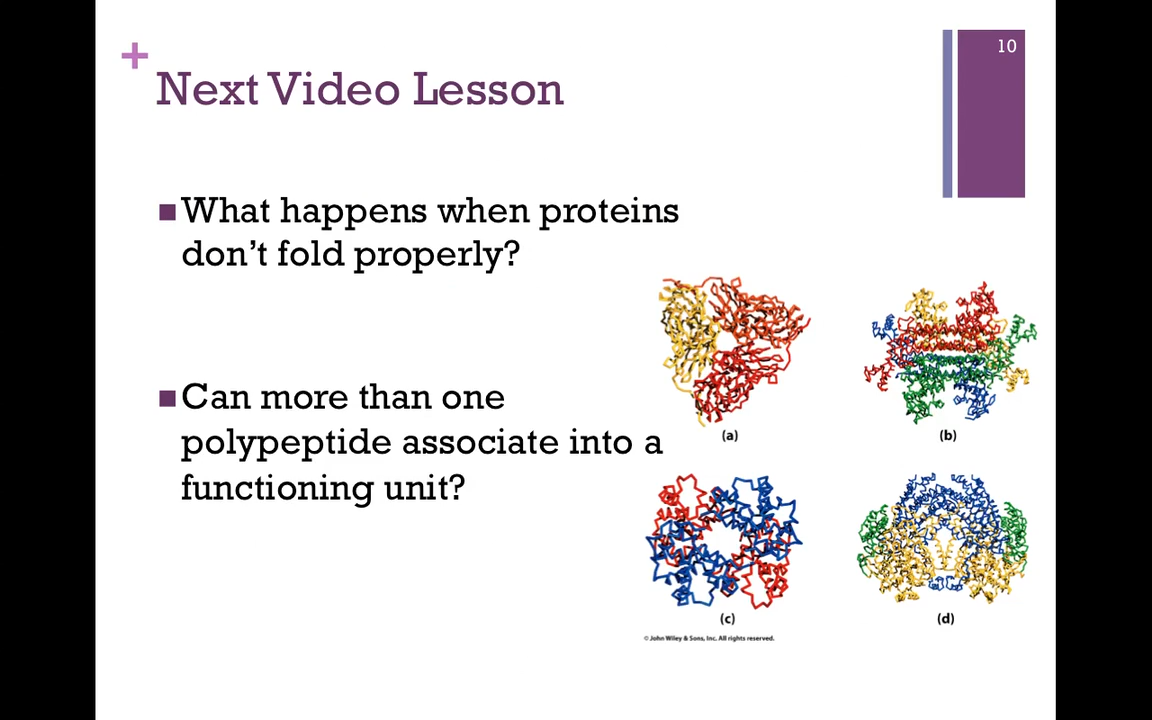 10
+
Next Video Lesson
What happens when proteins
don’t fold properly?
Can more than one
polypeptide associate into a
functioning unit?
(a)
(b)
(c)
(d)
© John Wiley & Sons, Inc. All rights reserved.